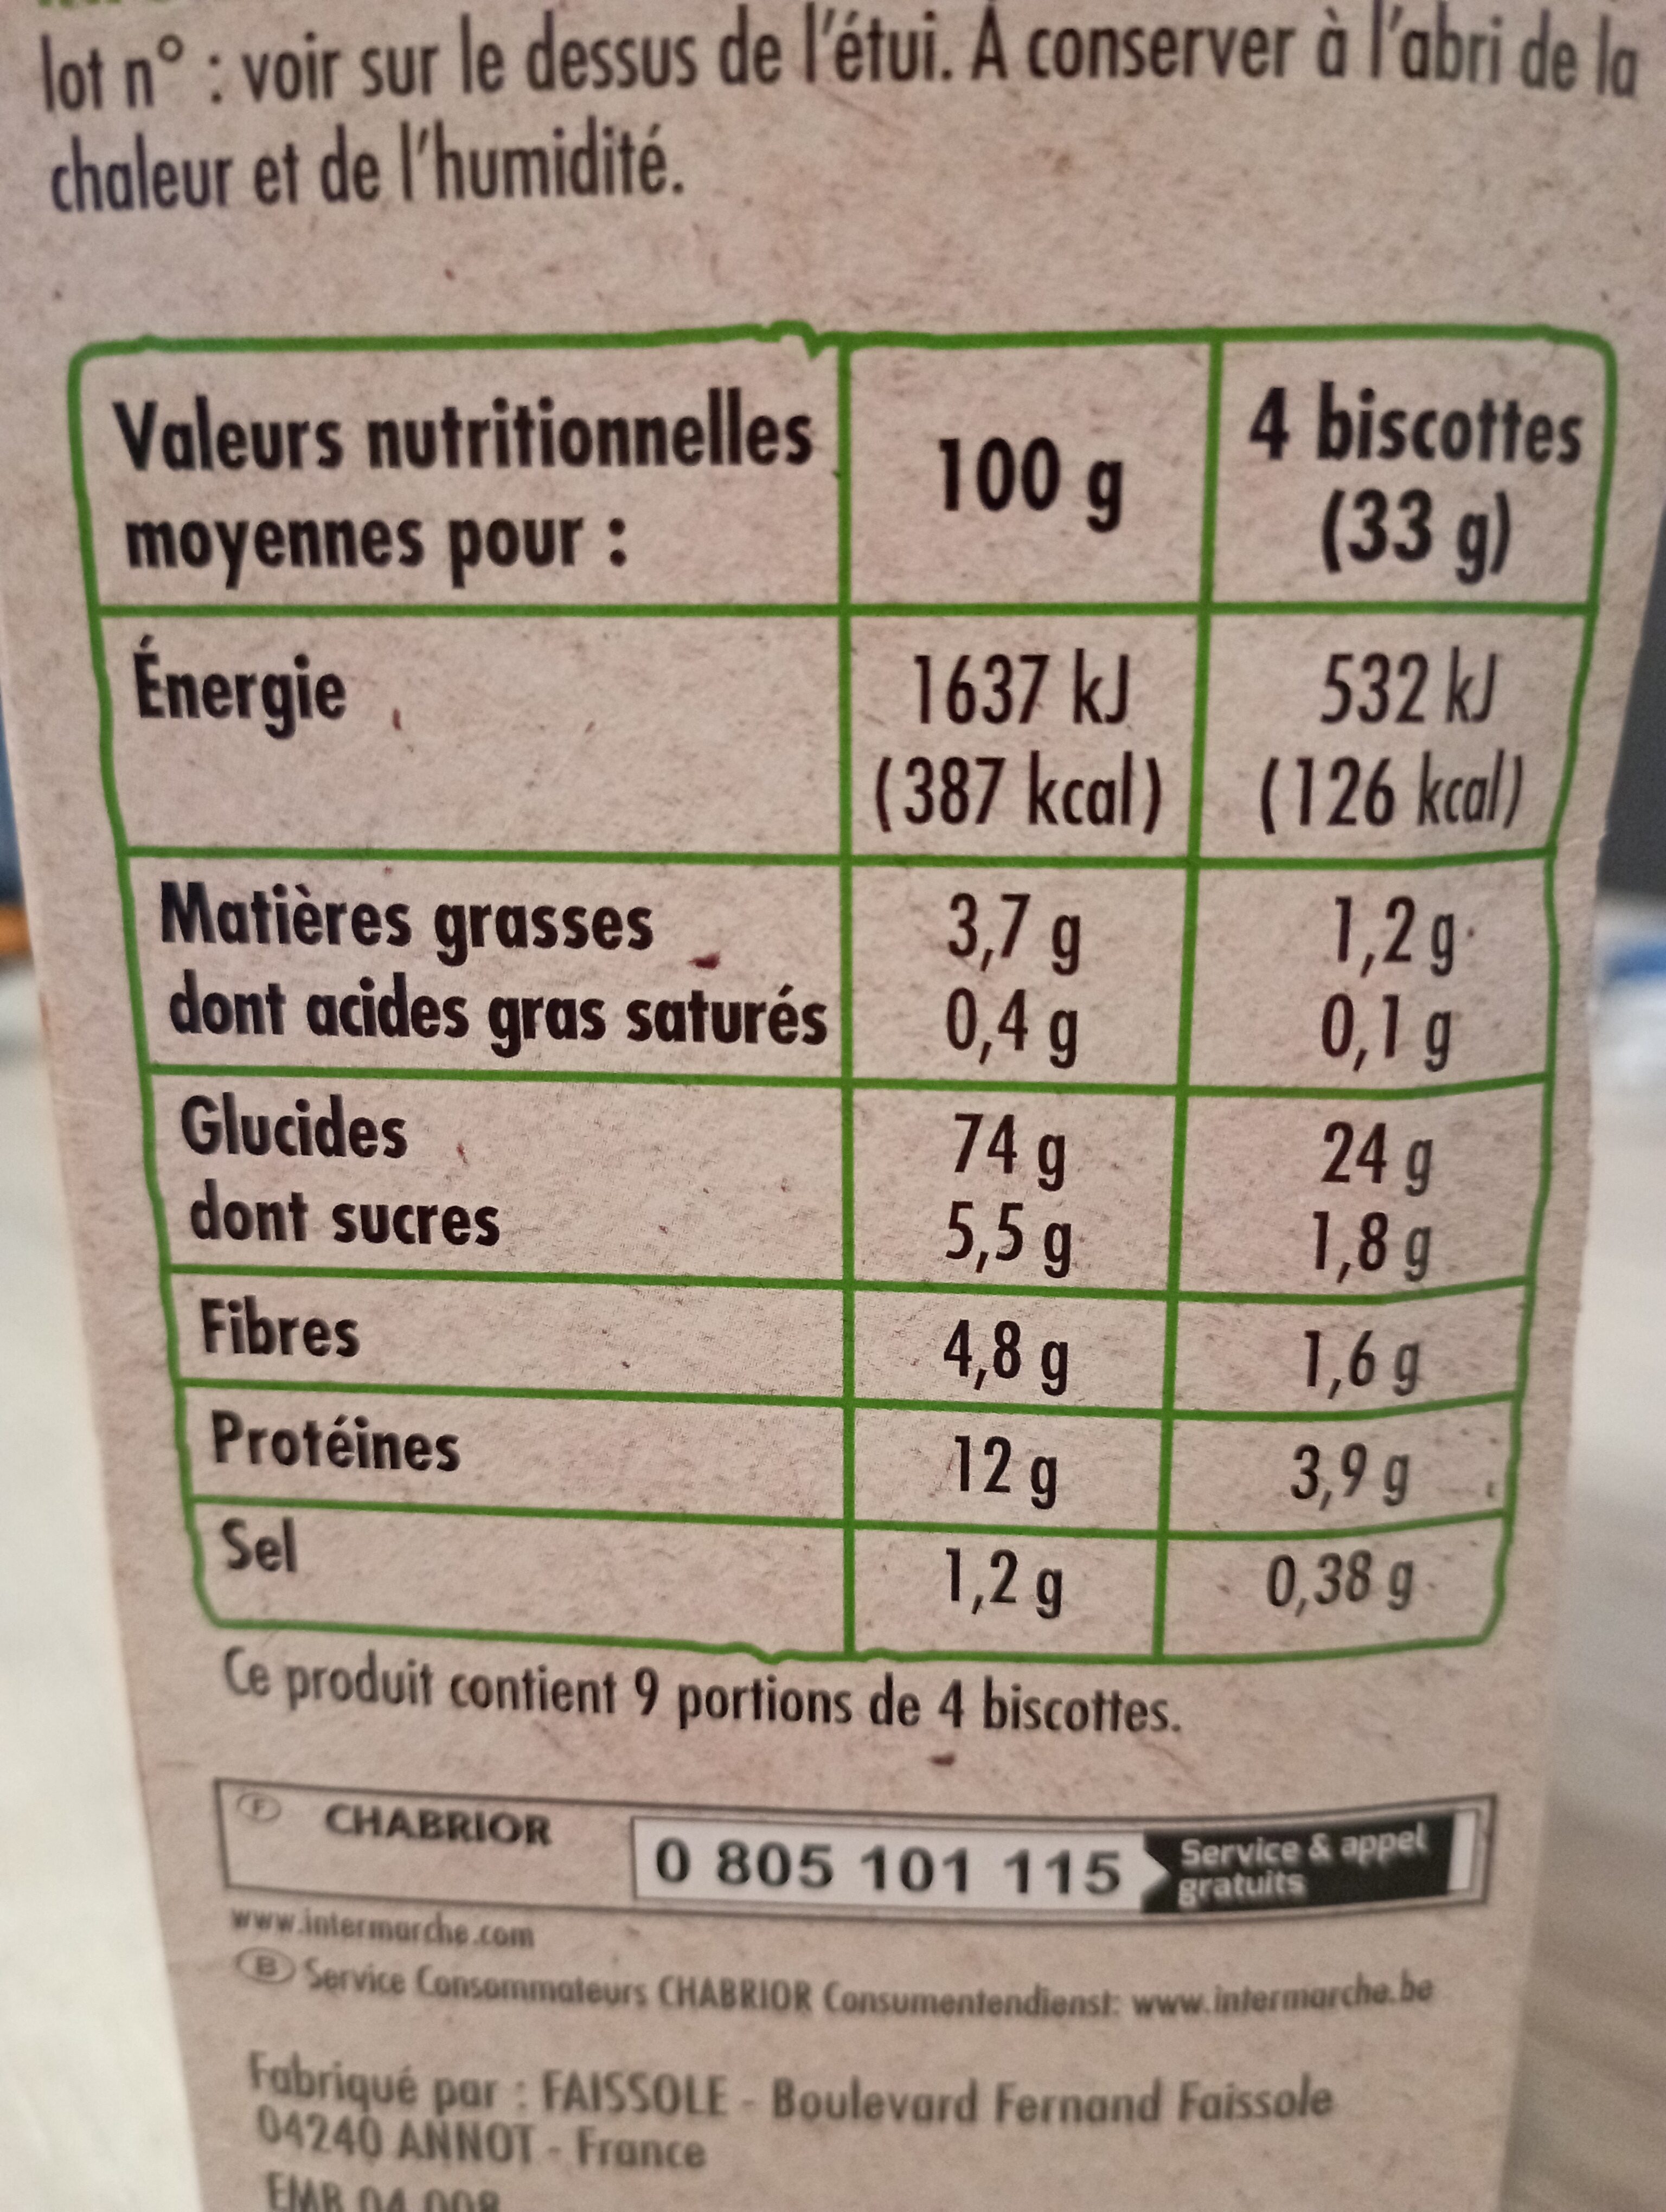 lot n° : voir sur le dessus de l'étui. À conserver à l'abri de la
chaleur et de l'humidité.
Valeurs nutritionnelles moyennes pour : 100 g 4 biscottes (33 g)
Énergie 1637 kJ 532 kJ
(387 kcal) (126 kcal)
Matières grasses 3,7 g 1,2 g
dont acides gras saturés 0,4 g 0,1 g
Glucides 74 g 24 g
dont sucres 5,5 g 1,8 g
Fibres 4,8 g 1,6 g
Protéines 12 g 3,9 g
Sel 1,2 g 0,38 g
Ce produit contient 9 portions de 4 biscottes.
F CHABRIOR 0 805 101 115 Service & appel gratuits
www.intermarche.com
B Service Consommateurs CHABRIOR Consumentendienst: www.intermarche.be
Fabriqué par : FAISSOLE - Boulevard Fernand Faissole
04240 ANNOT - France
EMB 04 008